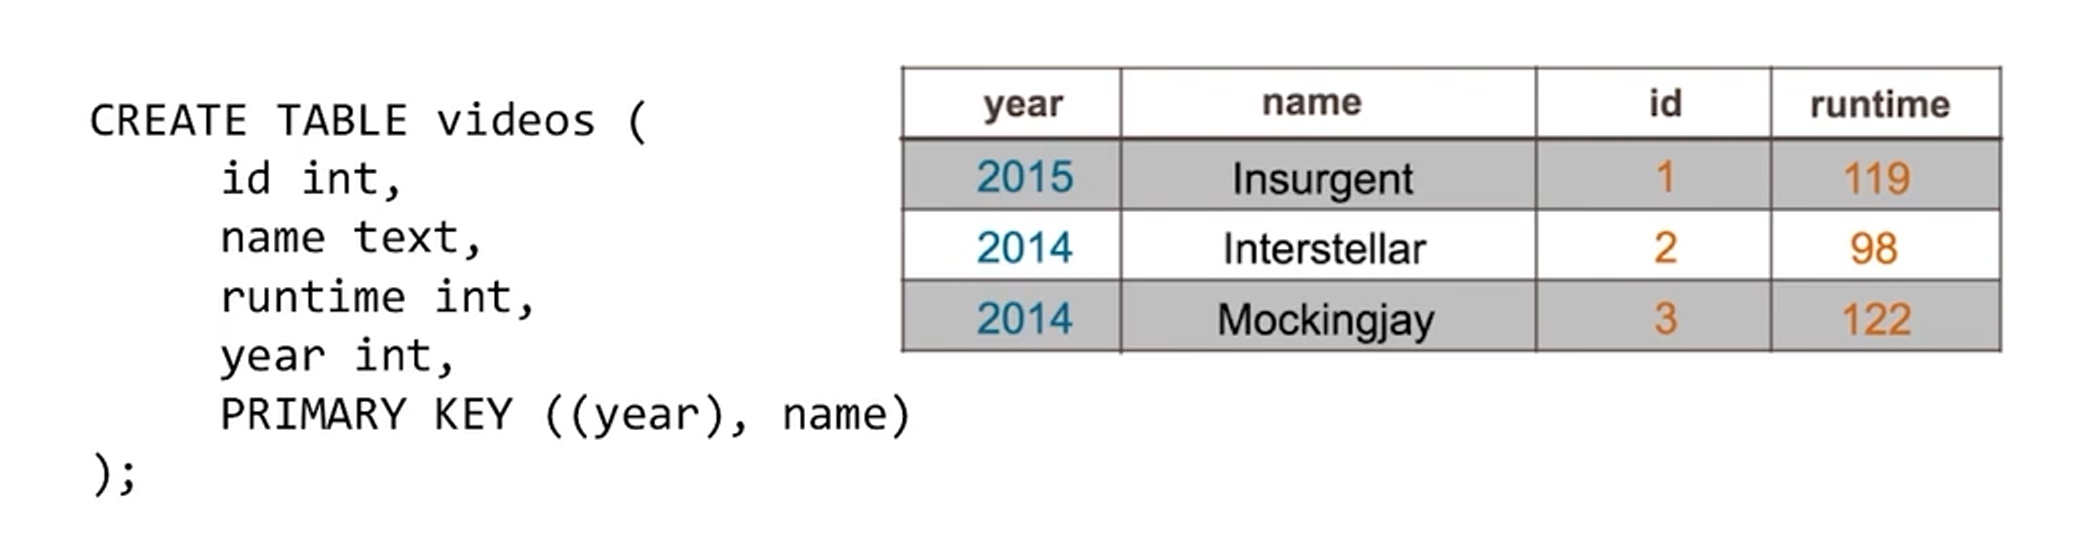 CREATE TABLE videos (
id int,
name text,
runtime int,
year int,
PRIMARY KEY ((year), name)
);
year name id runtime
2015 Insurgent 1 119
2014 Interstellar 2 98
2014 Mockingjay 3 122